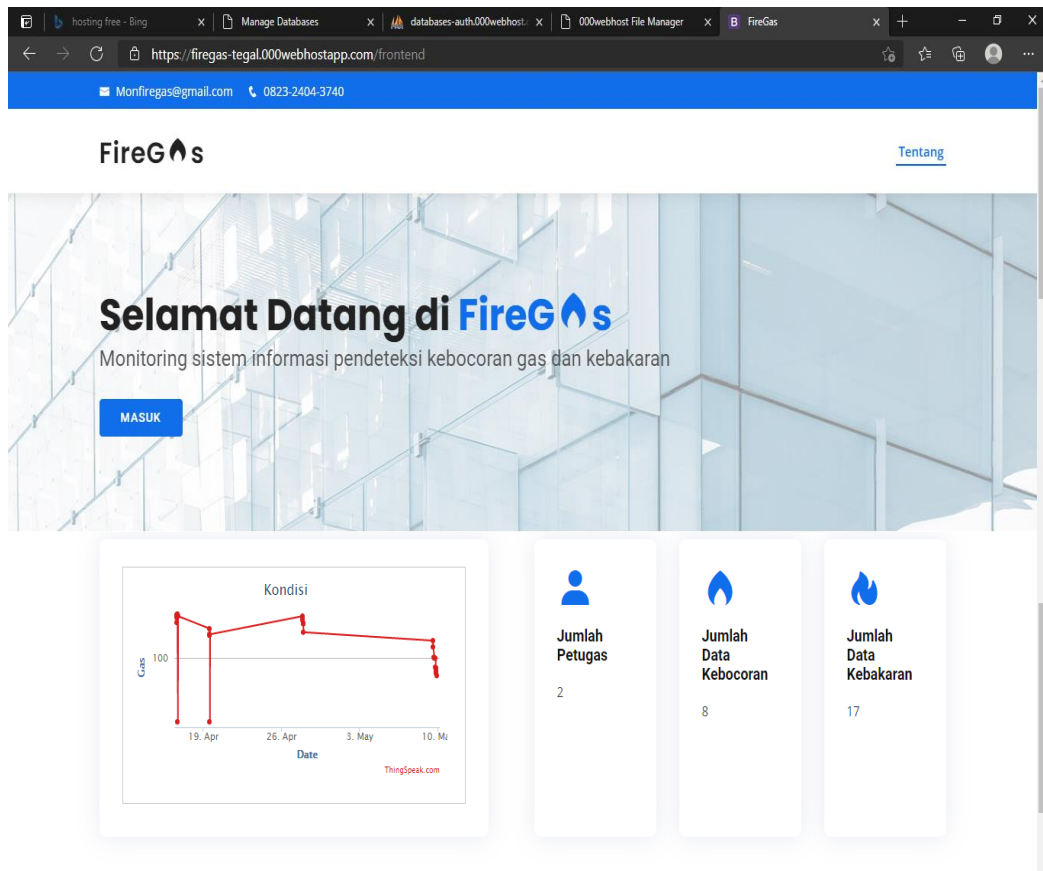 hosting free - Bing
Manage Databases
databases-auth.000webhost.
000webhost File Manager
FireGas
https://firegas-tegal.000webhostapp.com/frontend
Monfiregas@gmail.com 0823-2404-3740
FireG s
Tentang
Selamat Datang di FireG s
Monitoring sistem informasi pendeteksi kebocoran gas dan kebakaran
MASUK
Kondisi
Gas
100
19. Apr 26. Apr 3. May 10. Ma
Date
ThingSpeak.com
Jumlah
Petugas
2
Jumlah
Data
Kebocoran
8
Jumlah
Data
Kebakaran
17